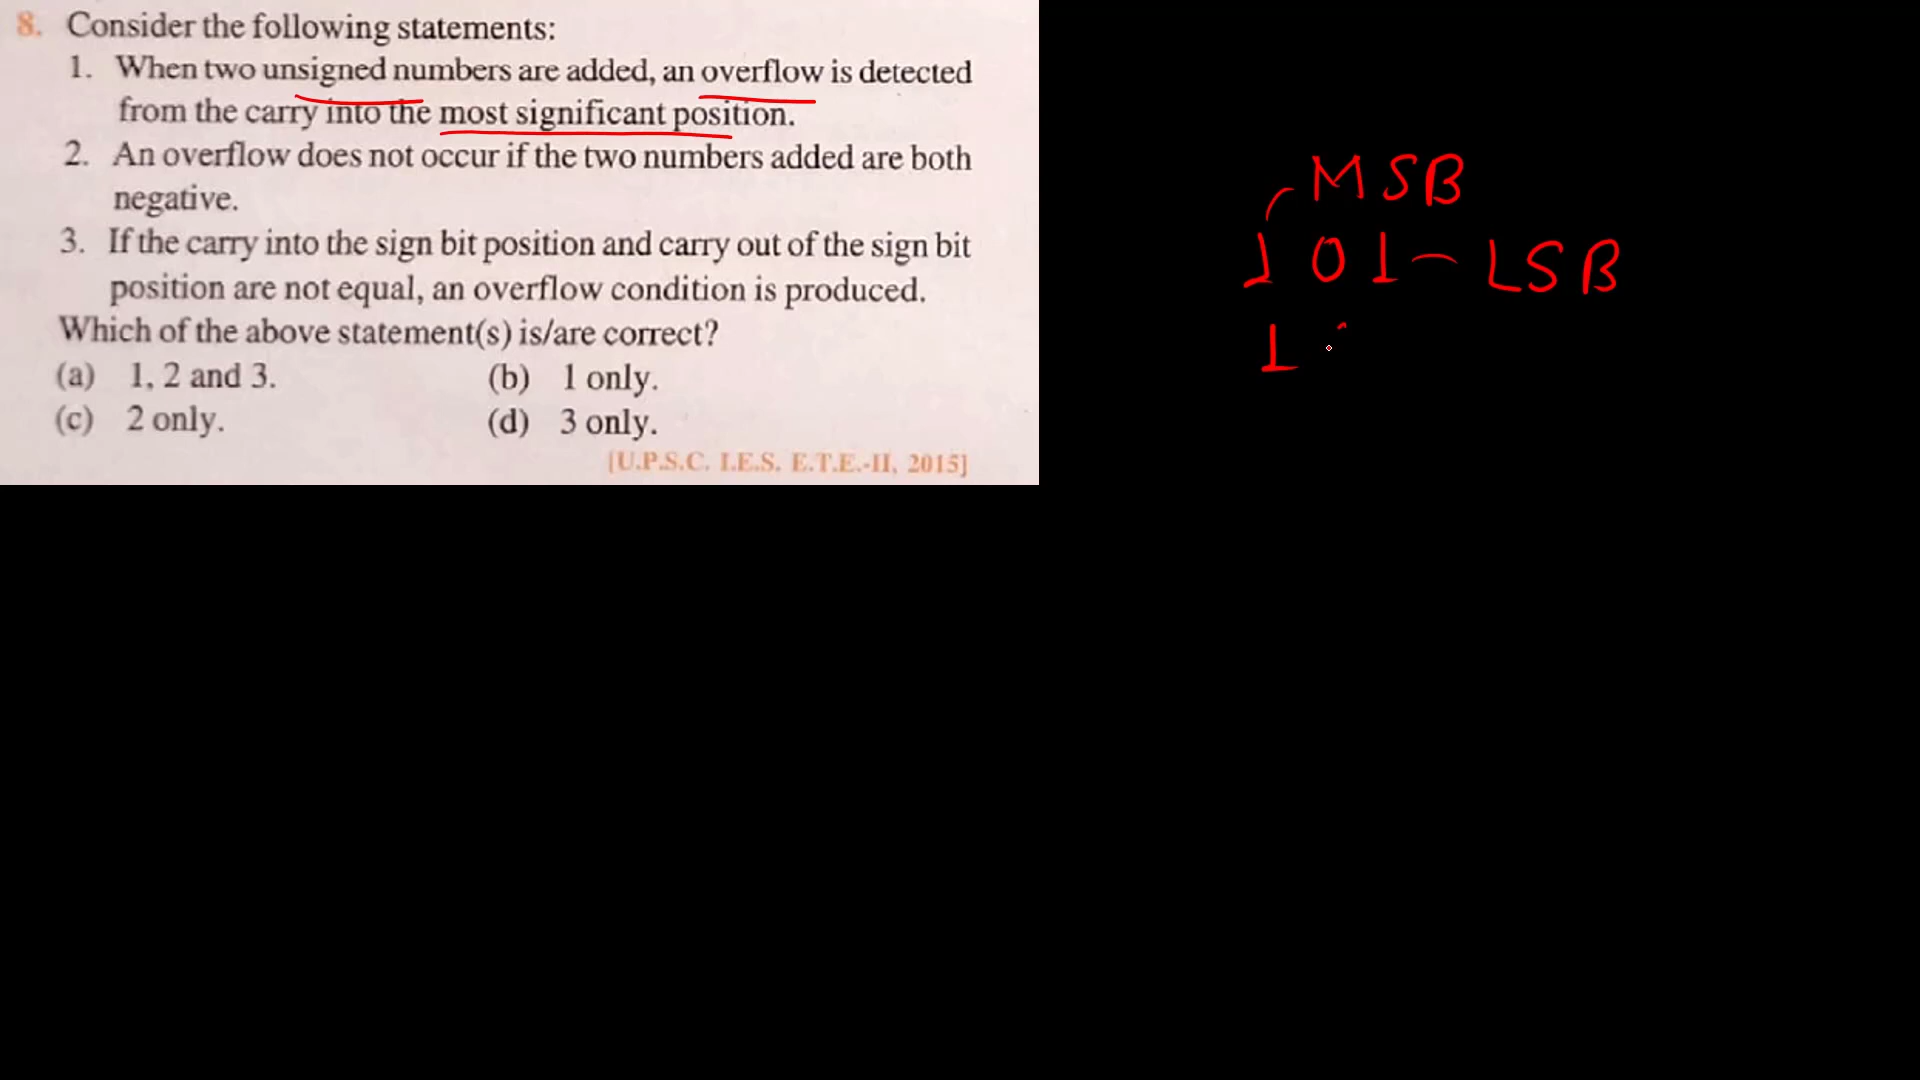 8. Consider the following statements:
1. When two unsigned numbers are added, an overflow is detected
from the carry into the most significant position.
2. An overflow does not occur if the two numbers added are both
negative.
3. If the carry into the sign bit position and carry out of the sign bit
position are not equal, an overflow condition is produced.
Which of the above statement(s) is/are correct?
(a) 1, 2 and 3. (b) 1 only.
(c) 2 only. (d) 3 only.
[U.P.S.C. I.E.S. E.T.E.-II, 2015]
MSB
1 0 1 - LSB
1